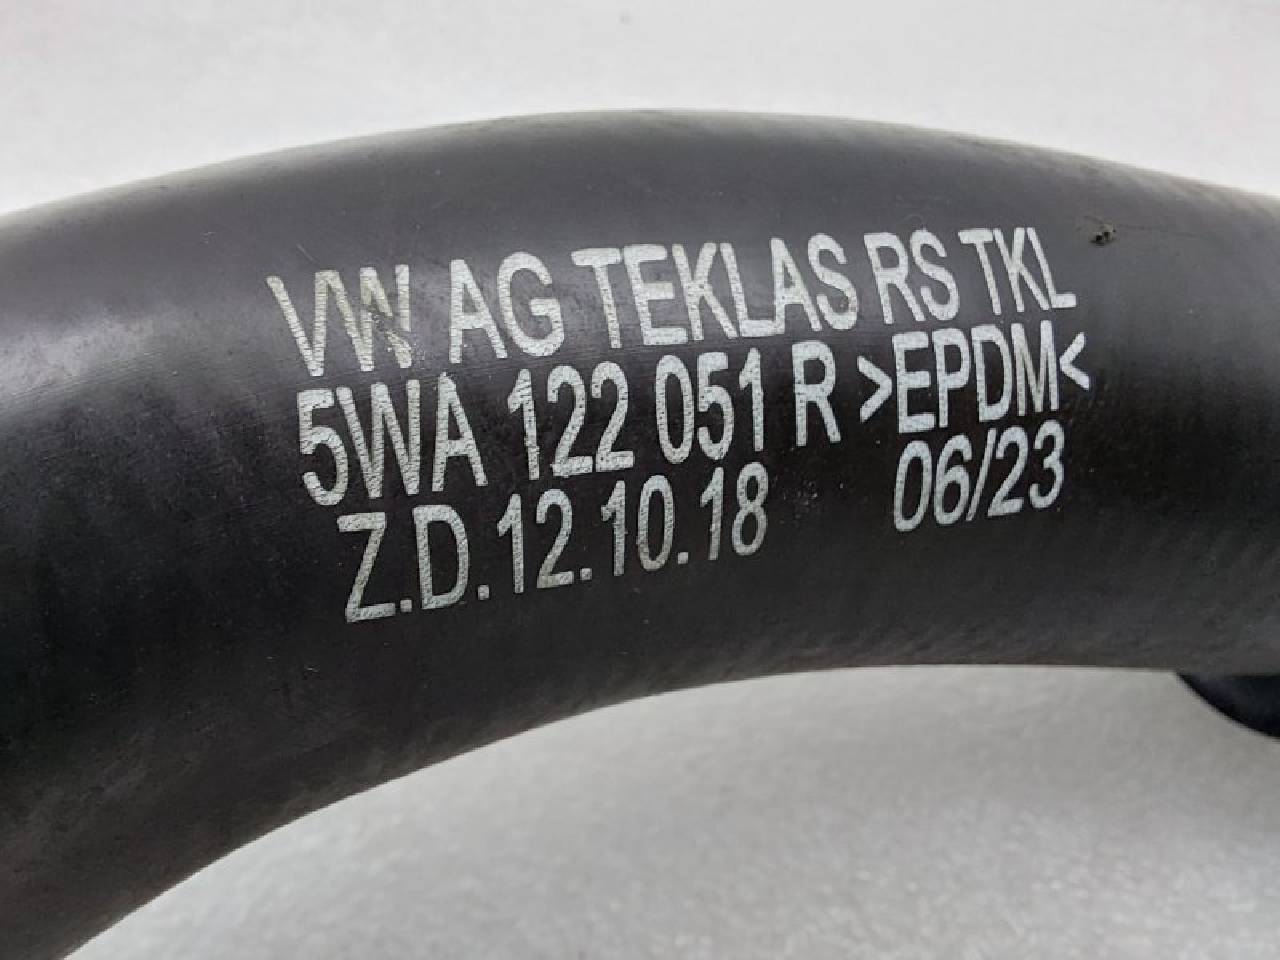 VW AG TEKLAS RS TKL
5WA 122 051 R >EPDM<
Z.D.12.10.18 06/23